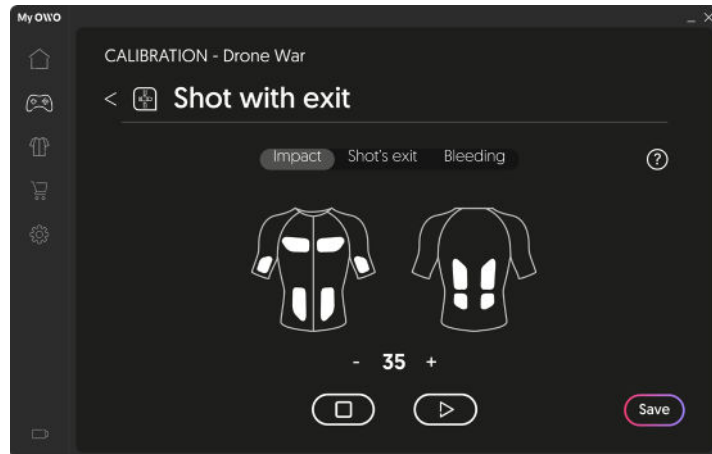 My OWO
CALIBRATION - Drone War
< Shot with exit
Impact Shot's exit Bleeding ?
- 35 +
Save